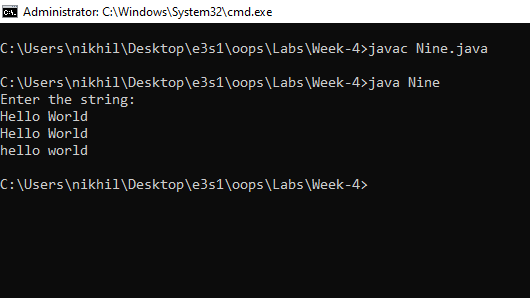 Administrator: C:\Windows\System32\cmd.exe
C:\Users\nikhil\Desktop\e3s1\oops\Labs\Week-4>javac Nine.java
C:\Users\nikhil\Desktop\e3s1\oops\Labs\Week-4>java Nine
Enter the string:
Hello World
Hello World
hello world
C:\Users\nikhil\Desktop\e3s1\oops\Labs\Week-4>